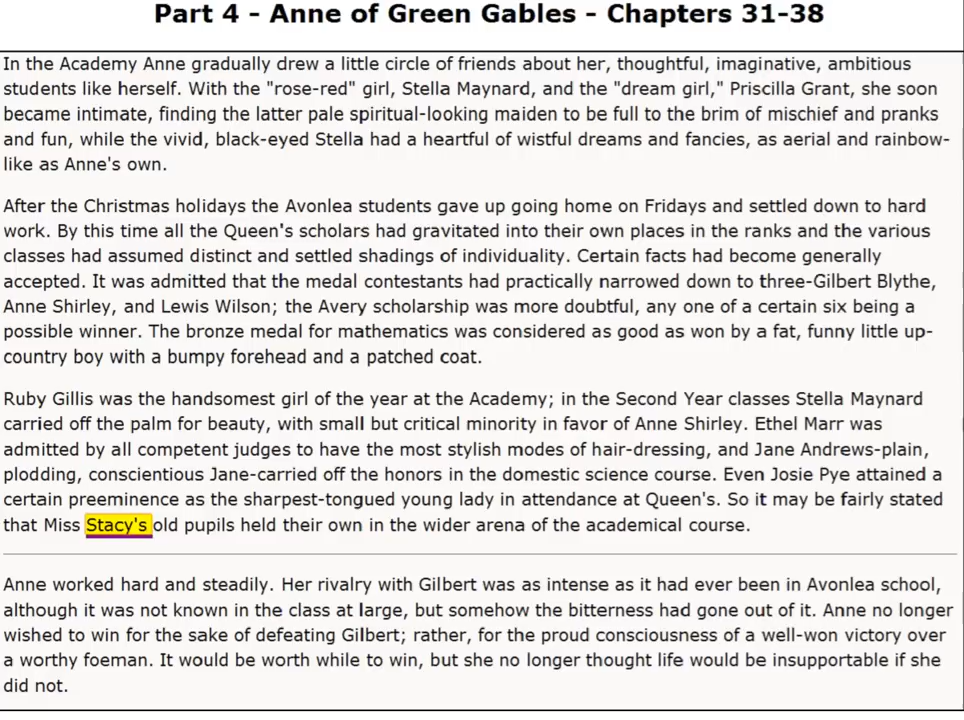 Part 4 - Anne of Green Gables - Chapters 31-38
In the Academy Anne gradually drew a little circle of friends about her, thoughtful, imaginative, ambitious
students like herself. With the "rose-red" girl, Stella Maynard, and the "dream girl," Priscilla Grant, she soon
became intimate, finding the latter pale spiritual-looking maiden to be full to the brim of mischief and pranks
and fun, while the vivid, black-eyed Stella had a heartful of wistful dreams and fancies, as aerial and rainbow-
like as Anne's own.
After the Christmas holidays the Avonlea students gave up going home on Fridays and settled down to hard
work. By this time all the Queen's scholars had gravitated into their own places in the ranks and the various
classes had assumed distinct and settled shadings of individuality. Certain facts had become generally
accepted. It was admitted that the medal contestants had practically narrowed down to three-Gilbert Blythe,
Anne Shirley, and Lewis Wilson; the Avery scholarship was more doubtful, any one of a certain six being a
possible winner. The bronze medal for mathematics was considered as good as won by a fat, funny little up-
country boy with a bumpy forehead and a patched coat.
Ruby Gillis was the handsomest girl of the year at the Academy; in the Second Year classes Stella Maynard
carried off the palm for beauty, with small but critical minority in favor of Anne Shirley. Ethel Marr was
admitted by all competent judges to have the most stylish modes of hair-dressing, and Jane Andrews-plain,
plodding, conscientious Jane-carried off the honors in the domestic science course. Even Josie Pye attained a
certain preeminence as the sharpest-tongued young lady in attendance at Queen's. So it may be fairly stated
that Miss Stacy's old pupils held their own in the wider arena of the academical course.
Anne worked hard and steadily. Her rivalry with Gilbert was as intense as it had ever been in Avonlea school,
although it was not known in the class at large, but somehow the bitterness had gone out of it. Anne no longer
wished to win for the sake of defeating Gilbert; rather, for the proud consciousness of a well-won victory over
a worthy foeman. It would be worth while to win, but she no longer thought life would be insupportable if she
did not.